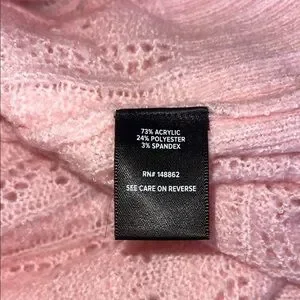 73% ACRYLIC
24% POLYESTER
3% SPANDEX
RN# 148862
SEE CARE ON REVERSE